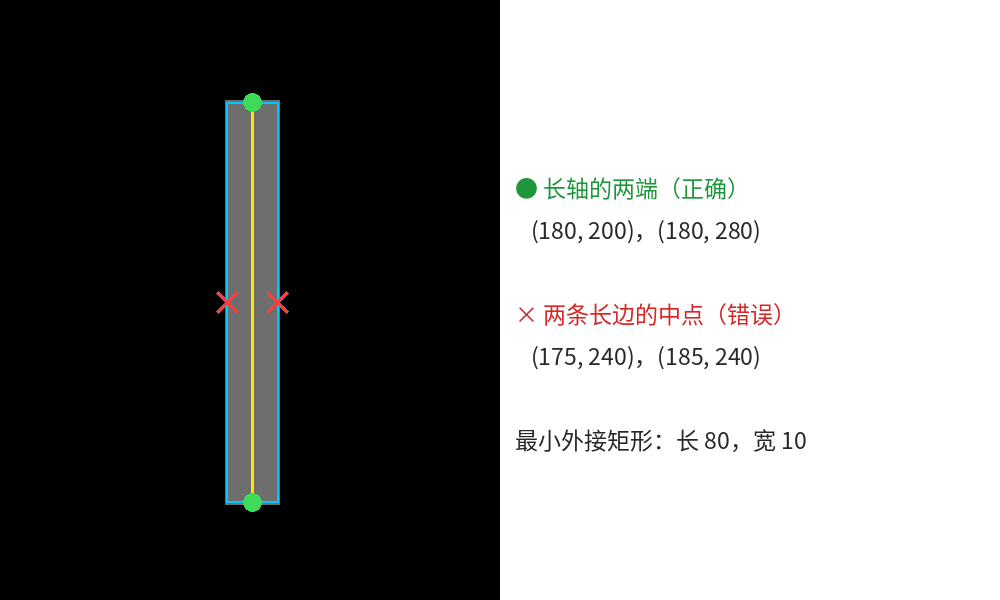 ● 长轴的两端（正确）
(180, 200)，(180, 280)
× 两条长边的中点（错误）
(175, 240)，(185, 240)
最小外接矩形：长 80，宽 10